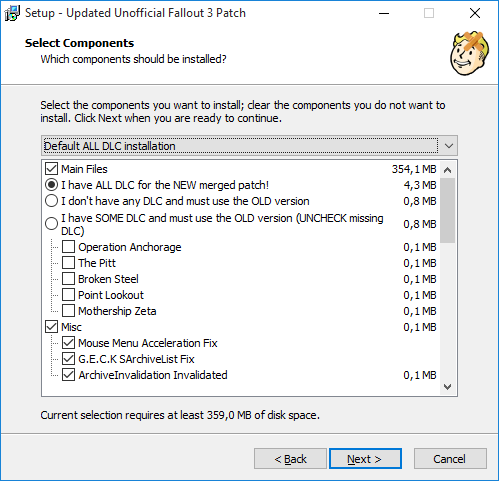 Setup - Updated Unofficial Fallout 3 Patch
Select Components
Which components should be installed?
Select the components you want to install; clear the components you do not want to
install. Click Next when you are ready to continue.
Default ALL DLC installation
Main Files 354,1 MB
I have ALL DLC for the NEW merged patch! 4,3 MB
I don't have any DLC and must use the OLD version 0,8 MB
I have SOME DLC and must use the OLD version (UNCHECK missing
DLC) 0,8 MB
Operation Anchorage 0,1 MB
The Pitt 0,1 MB
Broken Steel 0,1 MB
Point Lookout 0,1 MB
Mothership Zeta 0,1 MB
Misc 0,1 MB
Mouse Menu Acceleration Fix
G.E.C.K SArchiveList Fix
ArchiveInvalidation Invalidated 0,1 MB
Current selection requires at least 359,0 MB of disk space.
< Back Next > Cancel